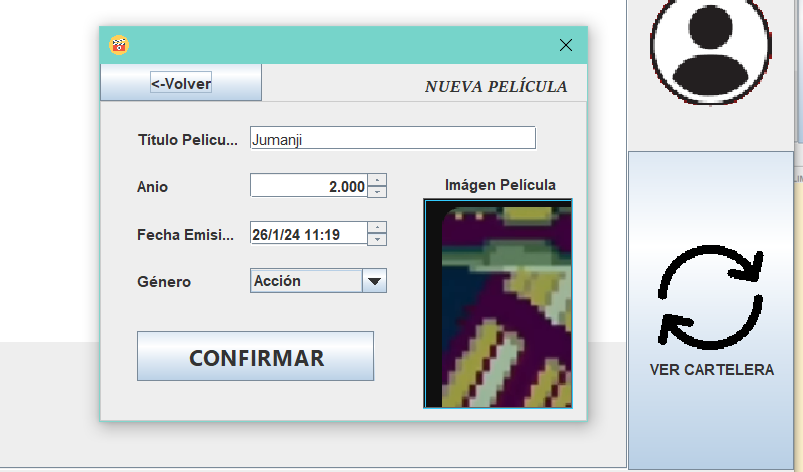 <-Volver
NUEVA PELÍCULA
Título Pelicu...
Jumanji
Anio
2.000
Imágen Película
Fecha Emisi...
26/1/24 11:19
Género
Acción
CONFIRMAR
VER CARTELERA